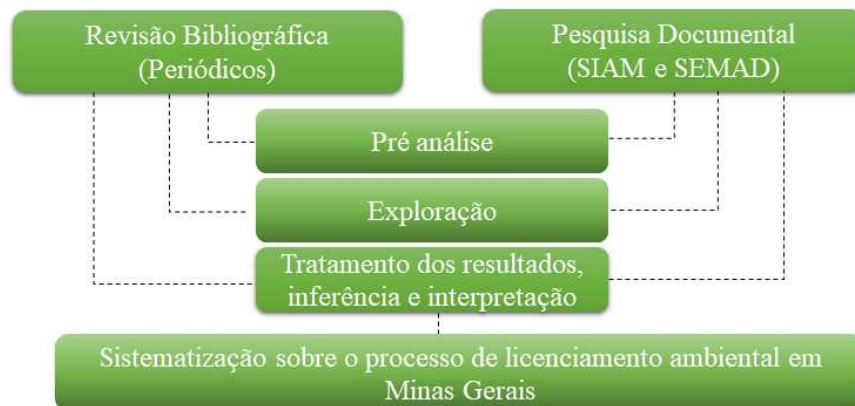 Revisão Bibliográfica
(Periódicos)
Pesquisa Documental
(SIAM e SEMAD)
Pré análise
Exploração
Tratamento dos resultados,
inferência e interpretação
Sistematização sobre o processo de licenciamento ambiental em
Minas Gerais